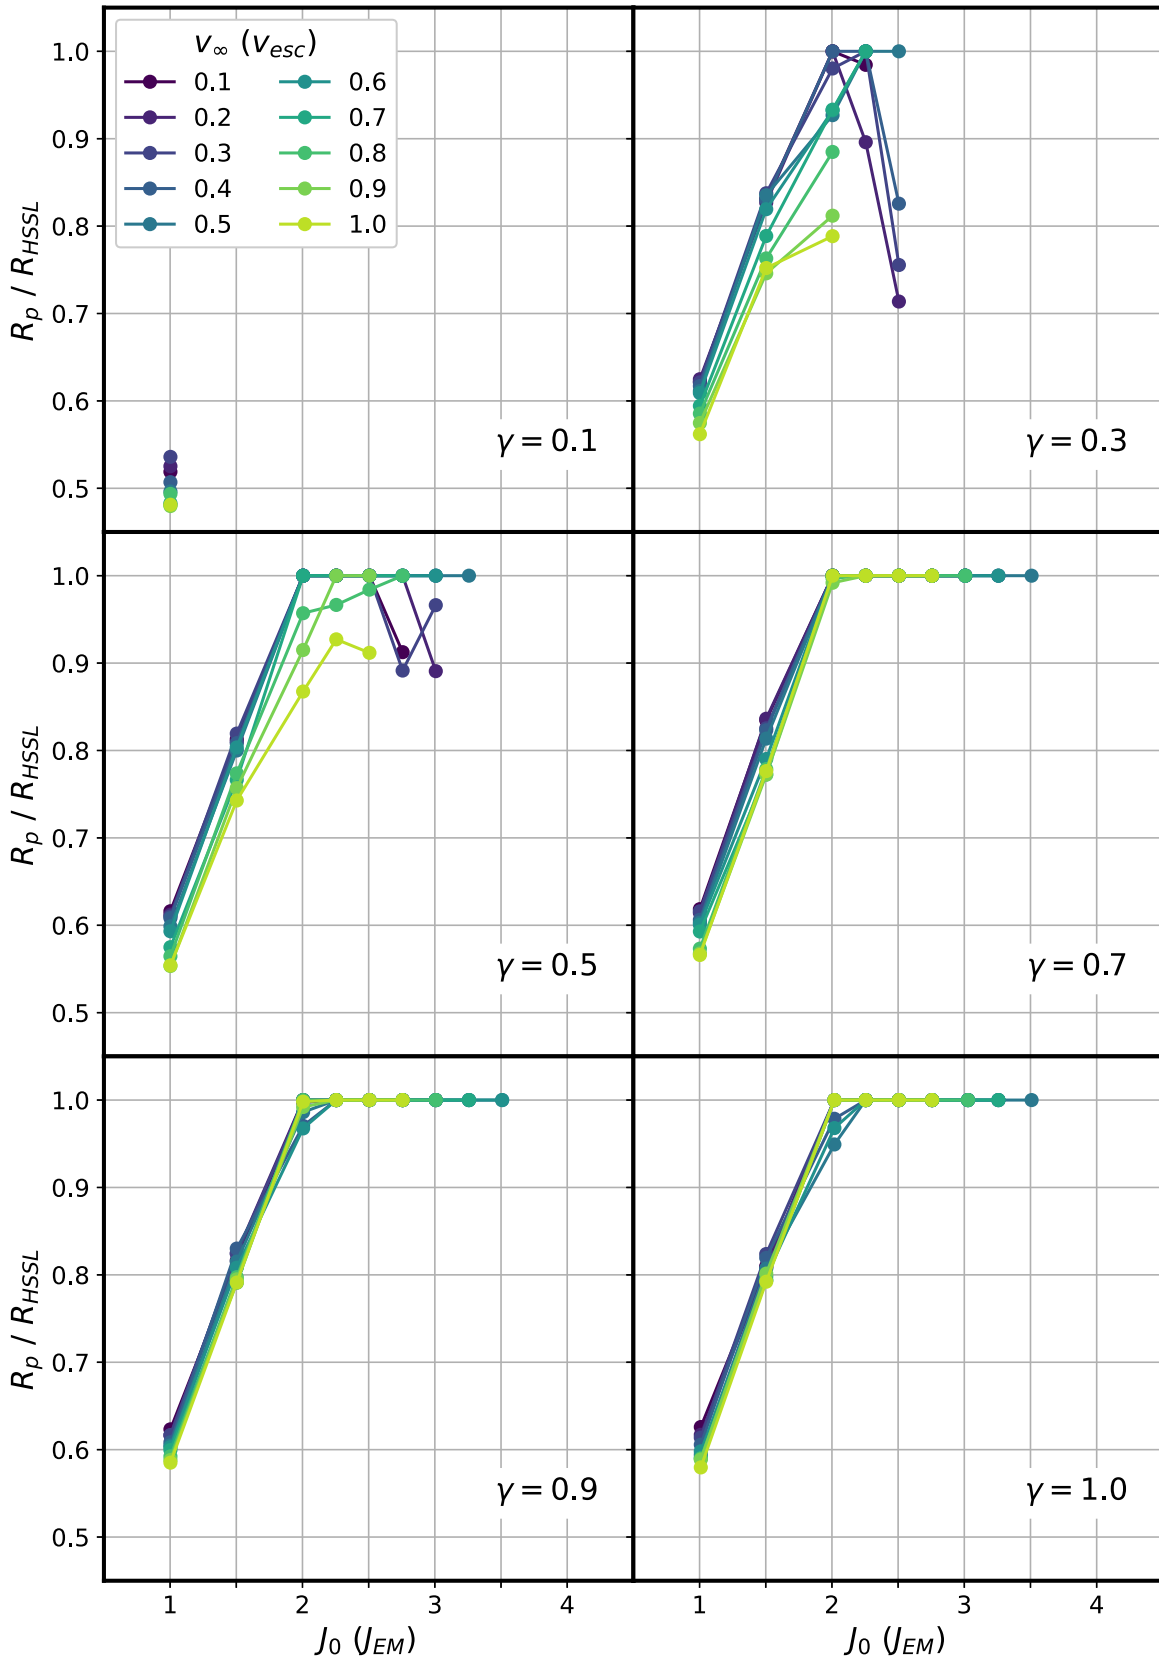 v∞ (vesc)
0.1 0.6
0.2 0.7
0.3 0.8
0.4 0.9
0.5 1.0
Rp / RHSSL
1.0
0.9
0.8
0.7
0.6
0.5
γ = 0.1
γ = 0.3
Rp / RHSSL
1.0
0.9
0.8
0.7
0.6
0.5
γ = 0.5
γ = 0.7
Rp / RHSSL
1.0
0.9
0.8
0.7
0.6
0.5
γ = 0.9
γ = 1.0
1 2 3 4
1 2 3 4
J0 (JEM)
J0 (JEM)